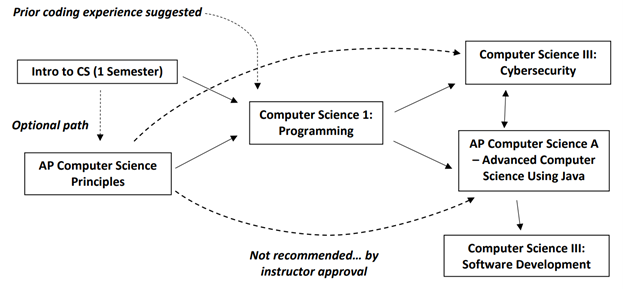 Prior coding experience suggested
Intro to CS (1 Semester)
Optional path
AP Computer Science
Principles
Computer Science 1:
Programming
Computer Science III:
Cybersecurity
AP Computer Science A
– Advanced Computer
Science Using Java
Not recommended... by
instructor approval
Computer Science III:
Software Development